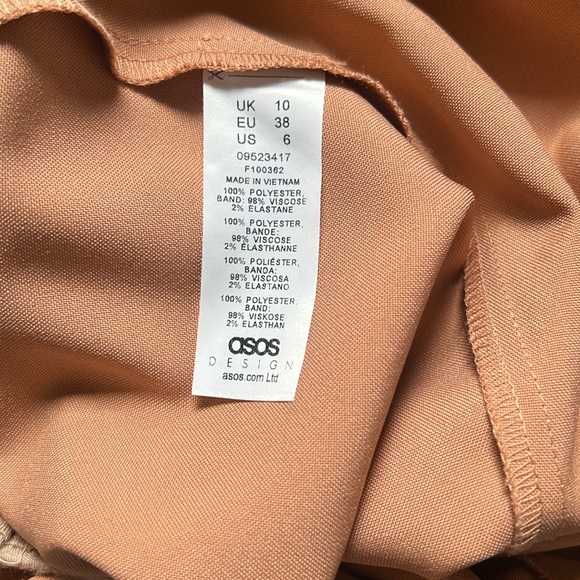 UK 10
EU 38
US 6
09523417
F100362
MADE IN VIETNAM
100% POLYESTER,
BAND: 98% VISCOSE
2% ELASTANE
100% POLYESTER,
BANDE:
98% VISCOSE
2% ÉLASTHANNE
100% POLIÉSTER,
BANDA:
98% VISCOSA
2% ELASTANO
100% POLYESTER,
BAND:
98% VISKOSE
2% ELASTHAN
asos
DESIGN
asos.com Ltd